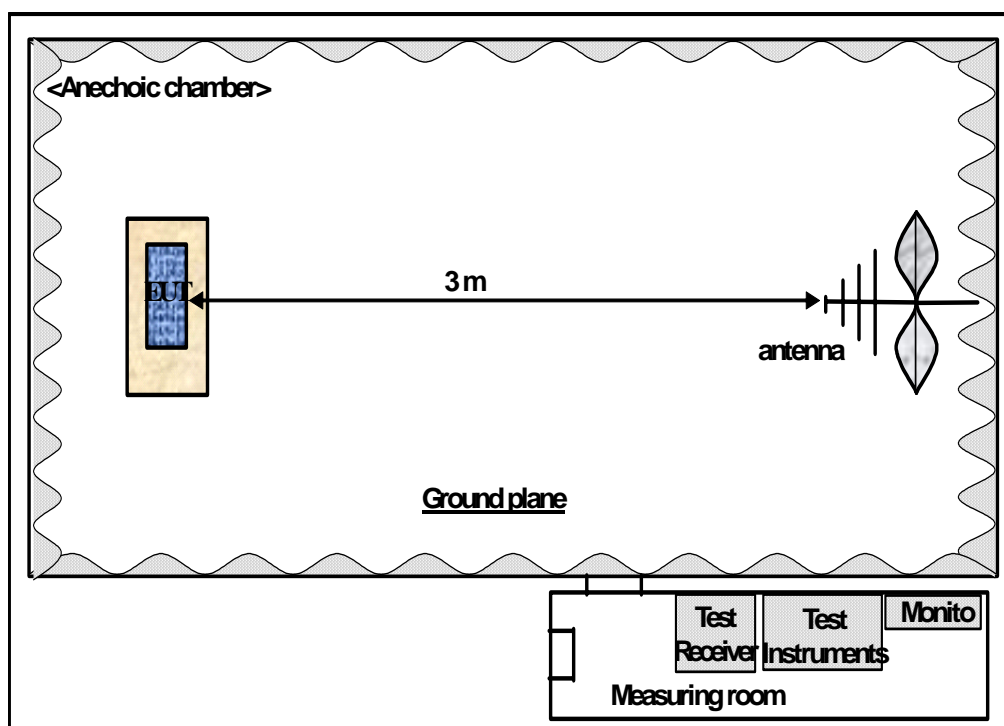 <Anechoic chamber>
EUT
3 m
antenna
Ground plane
Test
Receiver
Test
Instruments
Monito
Measuring room